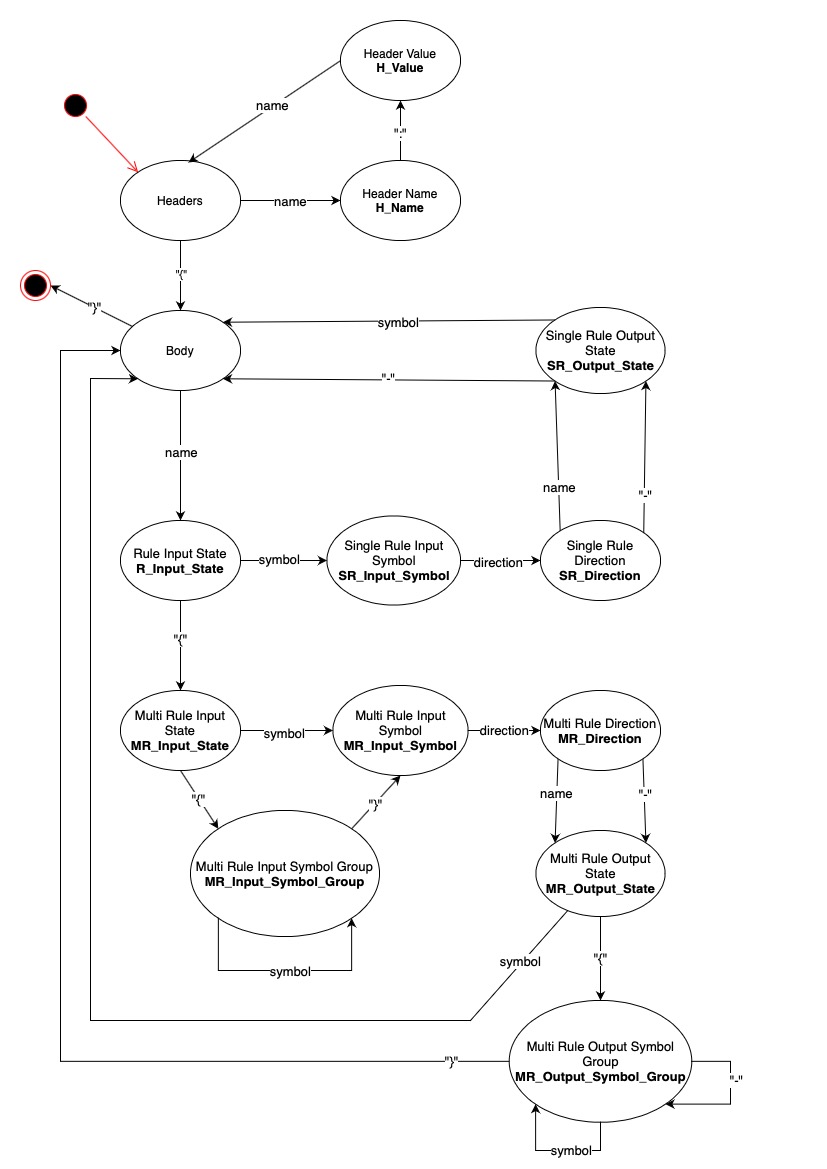 Header Value
H_Value
name
":"
Headers
name
Header Name
H_Name
"{"
"}"
Body
symbol
Single Rule Output
State
SR_Output_State
"-"
name
name
"-"
Rule Input State
R_Input_State
symbol
Single Rule Input
Symbol
SR_Input_Symbol
direction
Single Rule
Direction
SR_Direction
"{"
Multi Rule Input
State
MR_Input_State
symbol
Multi Rule Input
Symbol
MR_Input_Symbol
direction
Multi Rule Direction
MR_Direction
"{"
"}"
name
"-"
Multi Rule Input Symbol Group
MR_Input_Symbol_Group
Multi Rule Output
State
MR_Output_State
symbol
symbol
"{"
Multi Rule Output Symbol
Group
MR_Output_Symbol_Group
"}"
"-"
symbol